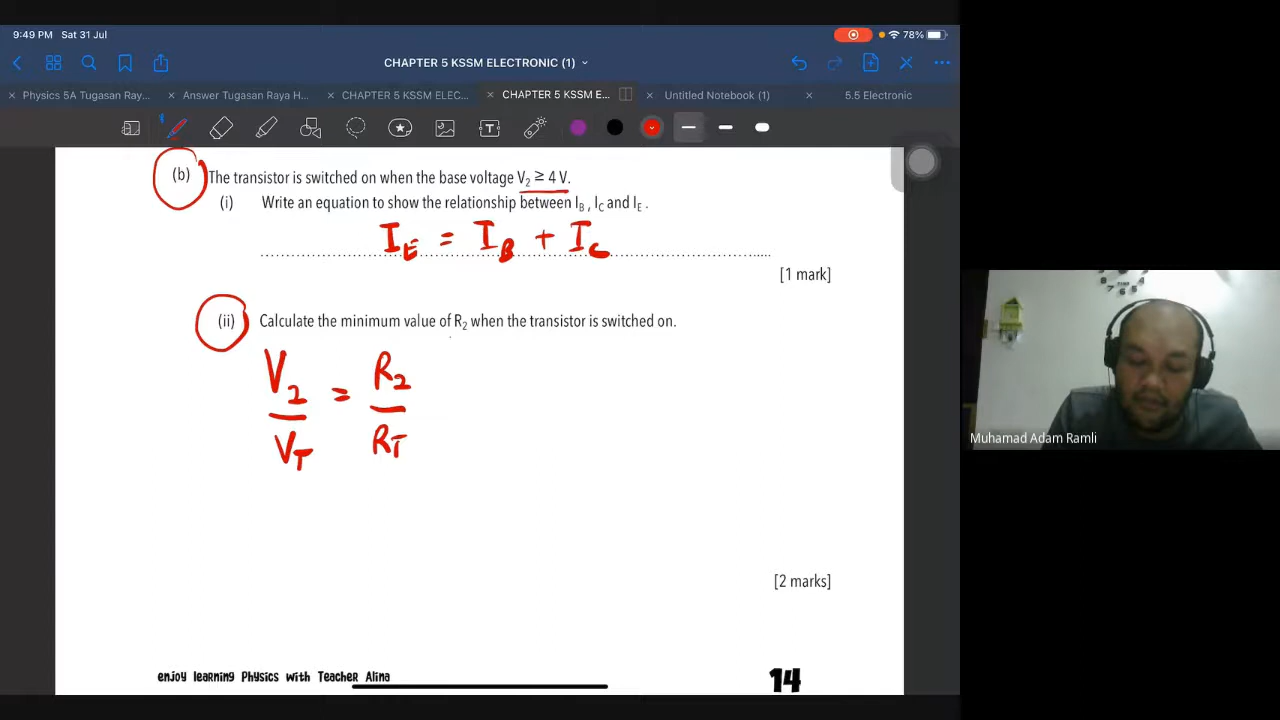 9:49 PM Sat 31 Jul
78%
CHAPTER 5 KSSM ELECTRONIC (1)
Physics 5A Tugasan Ray...
Answer Tugasan Raya H...
CHAPTER 5 KSSM ELEC...
CHAPTER 5 KSSM E...
Untitled Notebook (1)
5.5 Electronic
(b) The transistor is switched on when the base voltage V₂ ≥ 4 V.
(i) Write an equation to show the relationship between I_B , I_C and I_E .
I_E = I_B + I_C
[1 mark]
(ii) Calculate the minimum value of R₂ when the transistor is switched on.
V₂/V_T = R₂/R_T
[2 marks]
enjoy learning Physics with Teacher Alina
14
Muhamad Adam Ramli